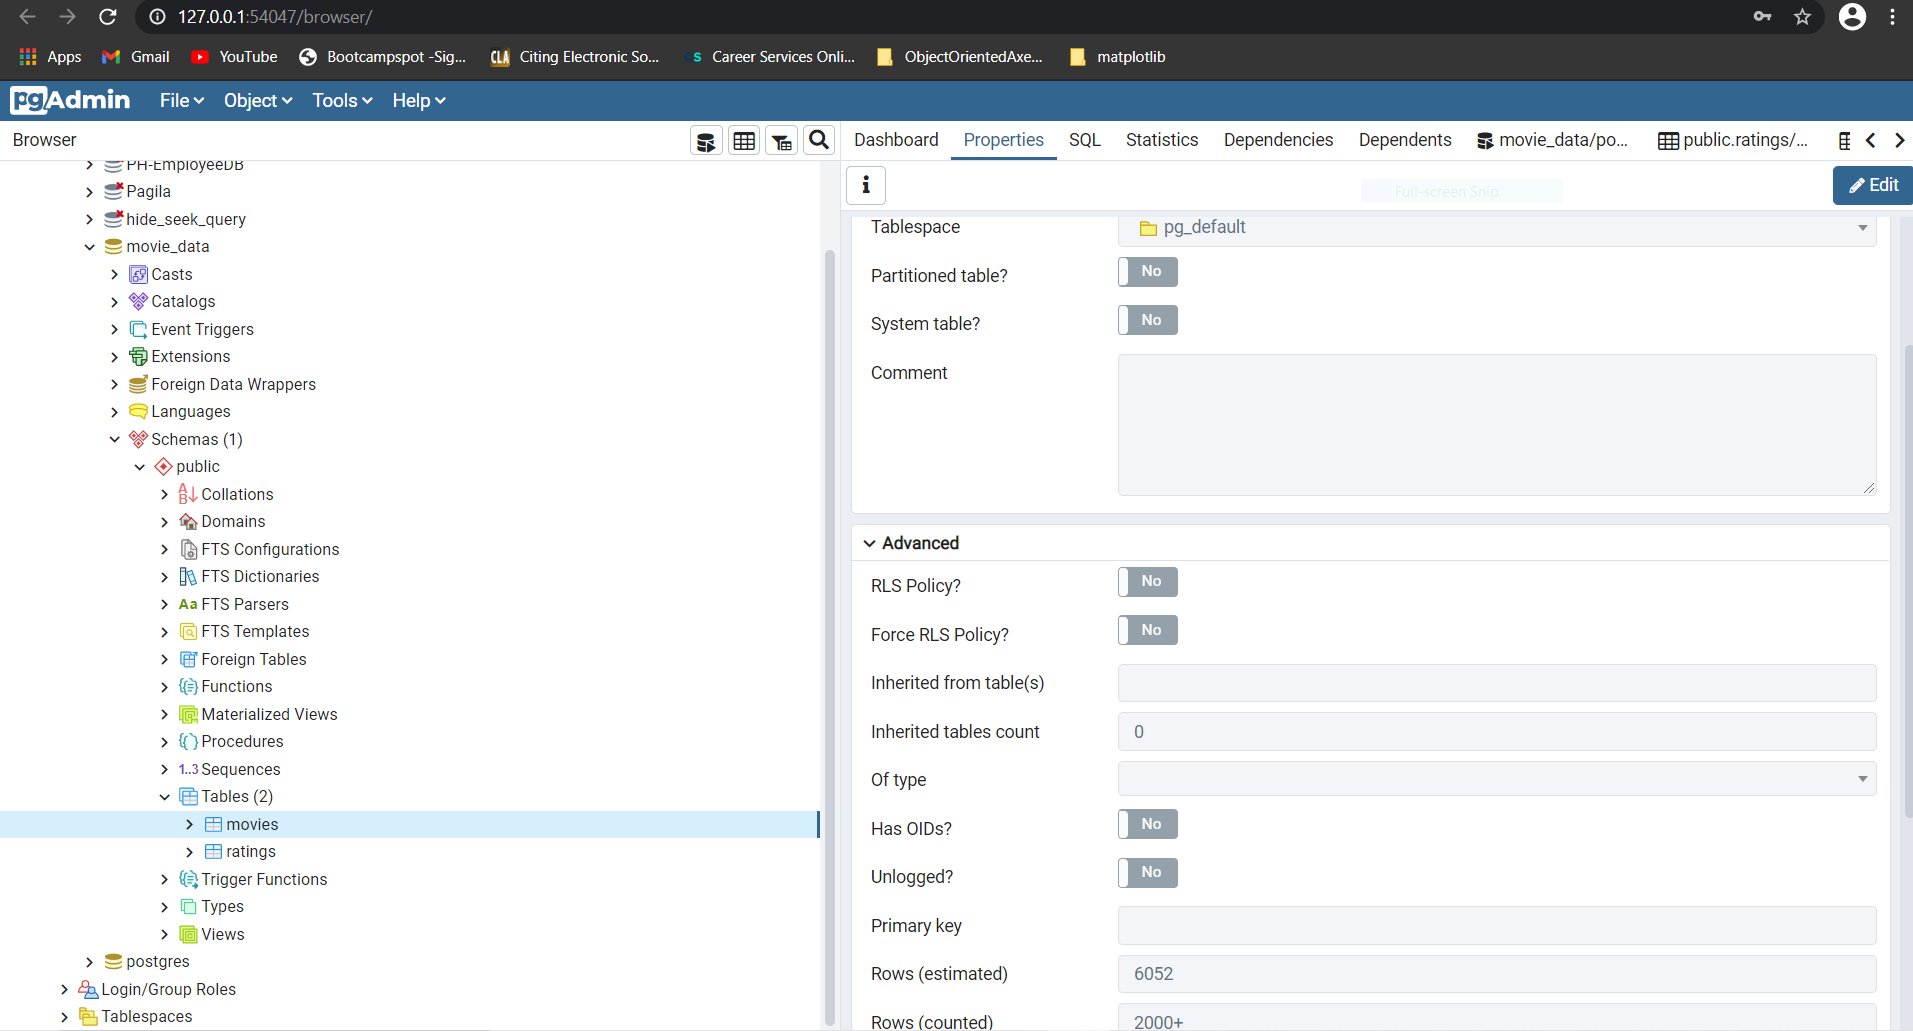 127.0.0.1:54047/browser/
Apps Gmail YouTube Bootcampspot -Sig... CLA Citing Electronic So... CS Career Services Onli... ObjectOrientedAxe... matplotlib
pgAdmin File Object Tools Help
Browser
Dashboard Properties SQL Statistics Dependencies Dependents movie_data/po... public.ratings/...
PH-EmployeeDB
Pagila
hide_seek_query
movie_data
Casts
Catalogs
Event Triggers
Extensions
Foreign Data Wrappers
Languages
Schemas (1)
public
Collations
Domains
FTS Configurations
FTS Dictionaries
Aa FTS Parsers
FTS Templates
Foreign Tables
Functions
Materialized Views
Procedures
1..3 Sequences
Tables (2)
movies
ratings
Trigger Functions
Types
Views
postgres
Login/Group Roles
Tablespaces
i
Full-screen Snip
Edit
Tablespace pg_default
Partitioned table? No
System table? No
Comment
Advanced
RLS Policy? No
Force RLS Policy? No
Inherited from table(s)
Inherited tables count 0
Of type
Has OIDs? No
Unlogged? No
Primary key
Rows (estimated) 6052
Rows (counted) 2000+